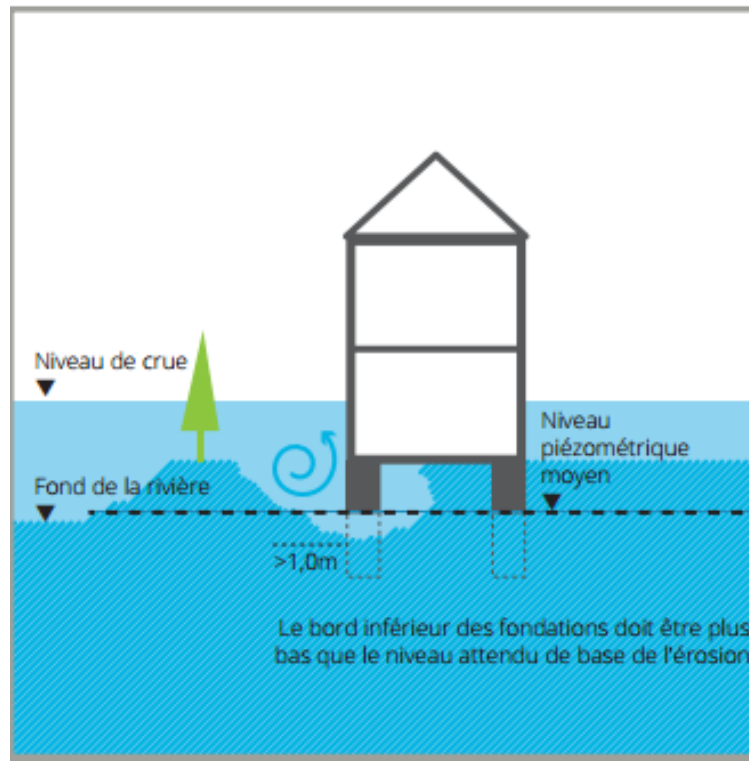 Niveau de crue
Niveau
piézométrique
moyen
Fond de la rivière
>1,0m
Le bord inférieur des fondations doit être plus
bas que le niveau attendu de base de l'érosion